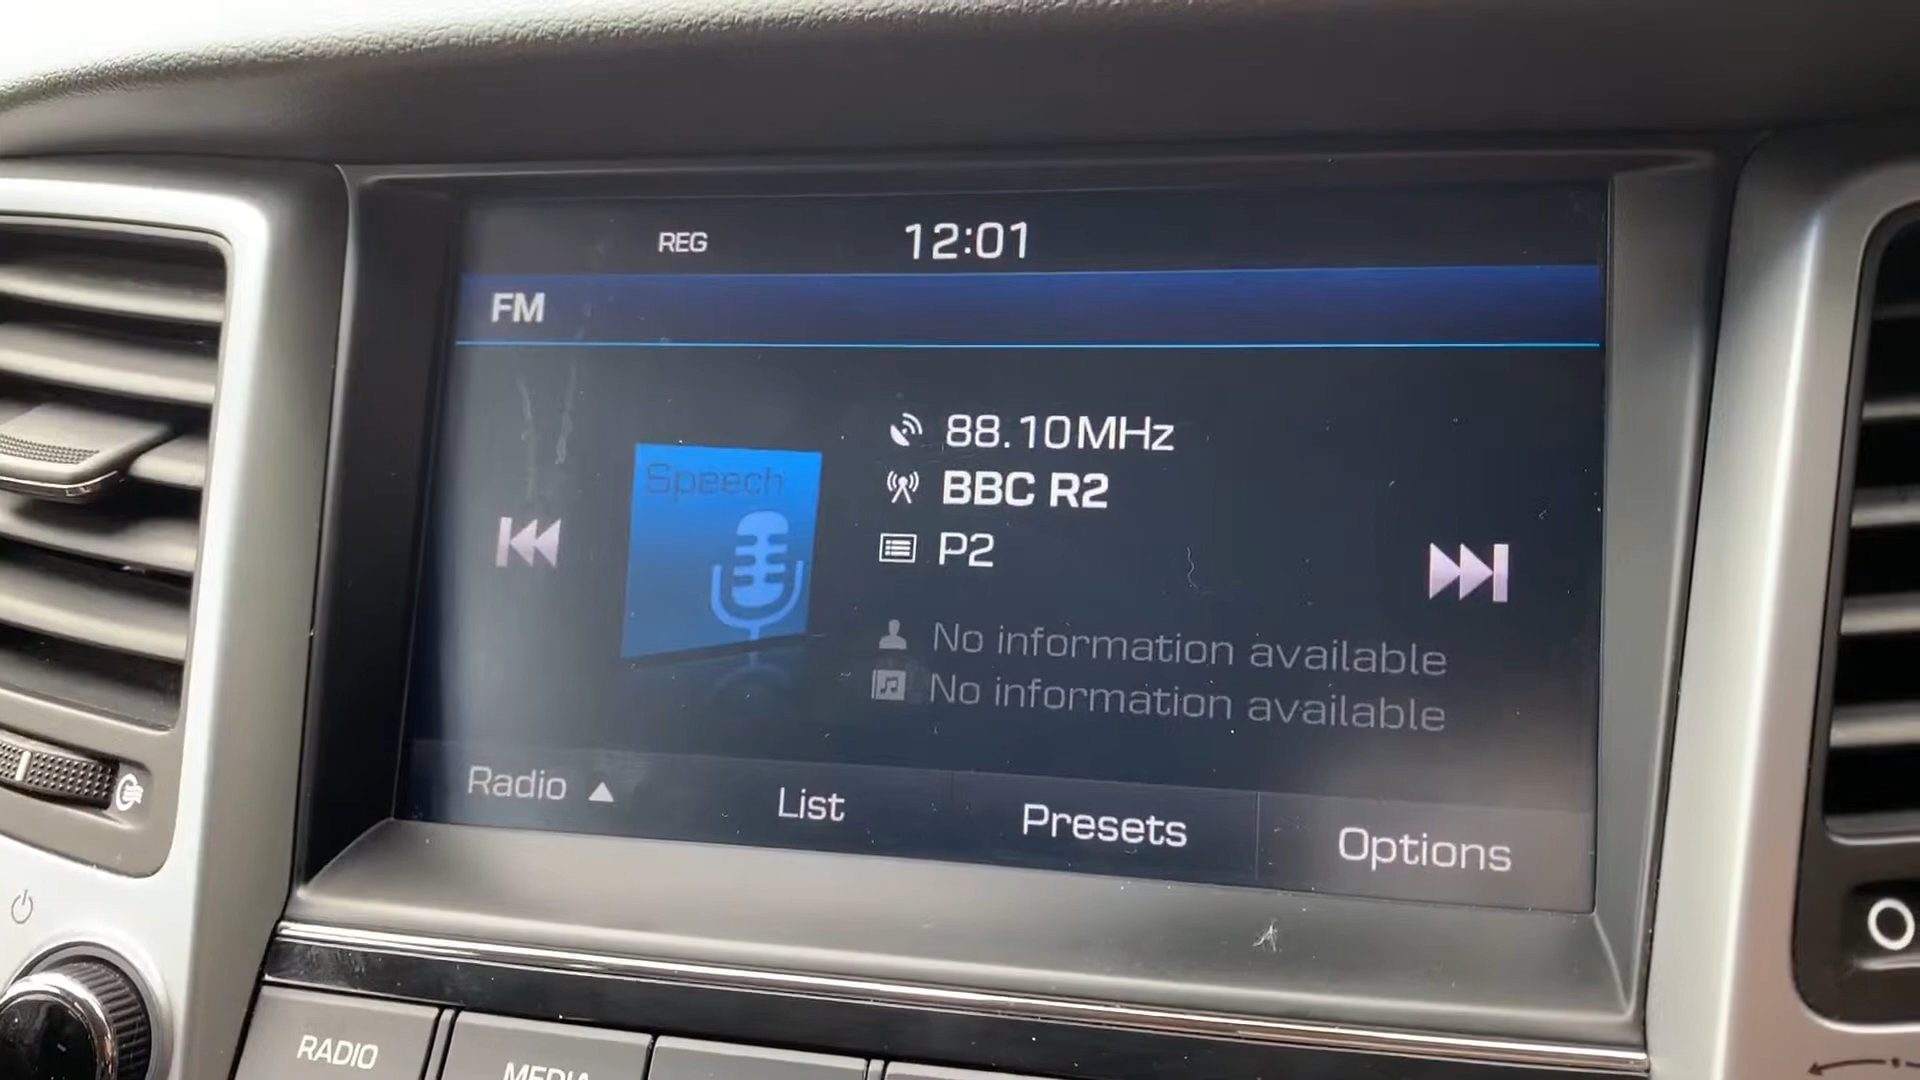 REG
12:01
FM
Speech
88.10MHz
BBC R2
P2
No information available
No information available
Radio ▲
List
Presets
Options
RADIO
MEDIA